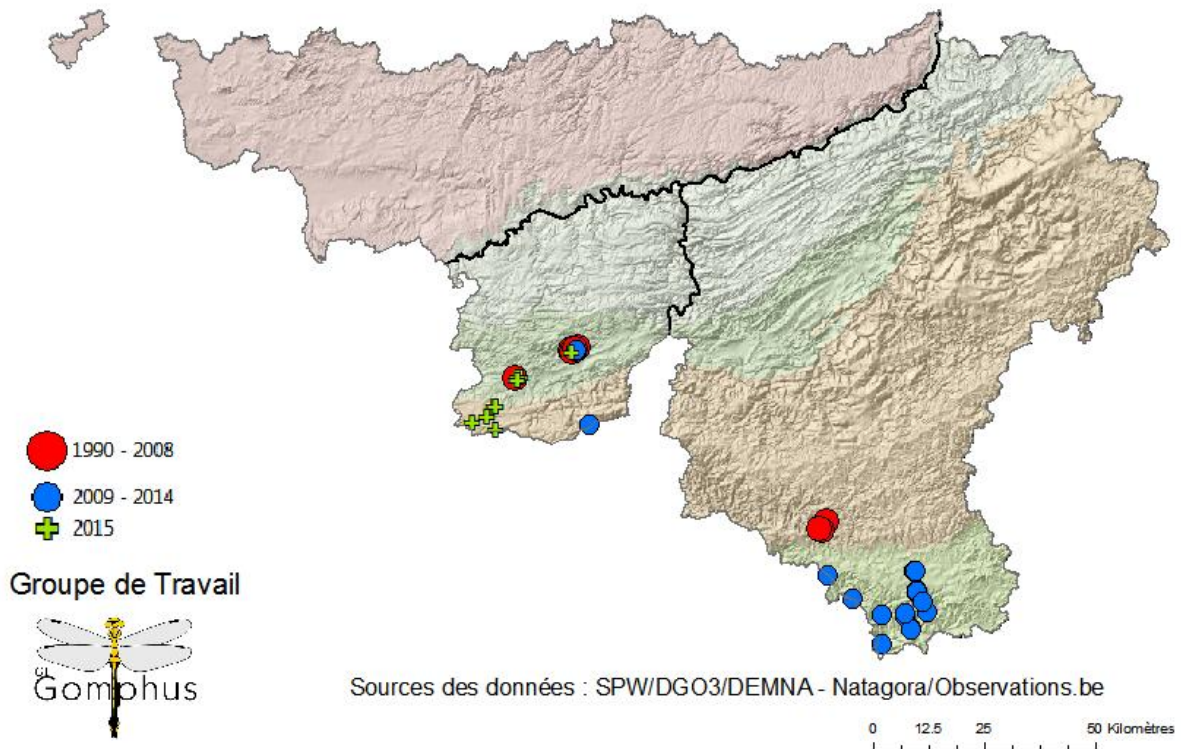 1990 - 2008
2009 - 2014
2015
Groupe de Travail
GT
Gomphus
Sources des données : SPW/DGO3/DEMNA - Natagora/Observations.be
0 12.5 25 50 Kilomètres